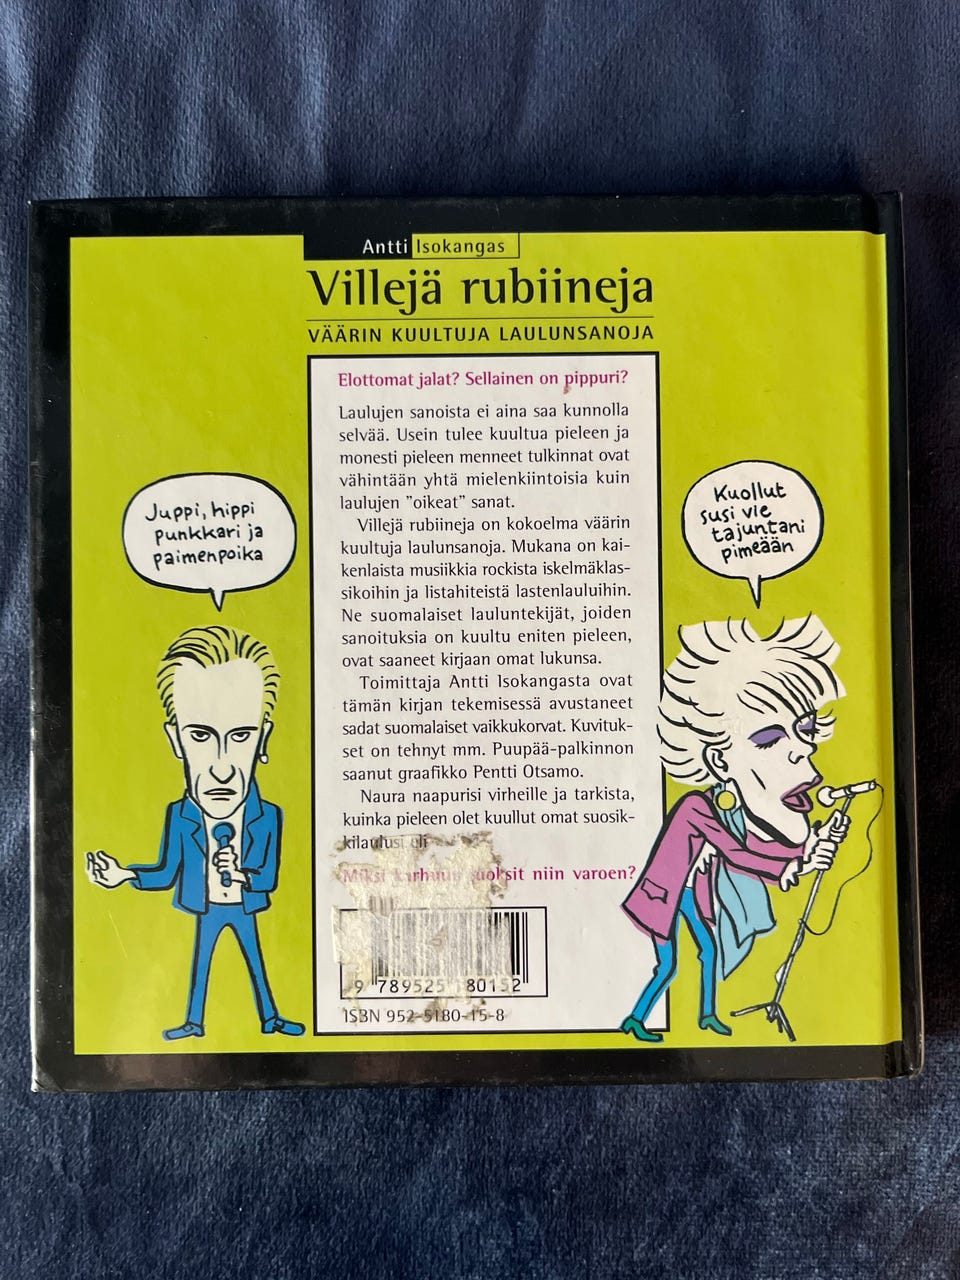 Antti Isokangas
Villejä rubiineja
VÄÄRIN KUULTUJA LAULUNSANOJA
Elottomat jalat? Sellainen on pippuri?
Laulujen sanoista ei aina saa kunnolla
selvää. Usein tulee kuultua pieleen ja
monesti pieleen menneet tulkinnat ovat
vähintään yhtä mielenkiintoisia kuin
laulujen "oikeat" sanat.
Villejä rubiineja on kokoelma väärin
kuultuja laulunsanoja. Mukana on kai-
kenlaista musiikkia rockista iskelmäklas-
sikoihin ja listahiteistä lastenlauluihin.
Ne suomalaiset lauluntekijät, joiden
sanoituksia on kuultu eniten pieleen,
ovat saaneet kirjaan omat lukunsa.
Toimittaja Antti Isokangasta ovat
tämän kirjan tekemisessä avustaneet
sadat suomalaiset vaikkukorvat. Kuvituk-
set on tehnyt mm. Puupää-palkinnon
saanut graafikko Pentti Otsamo.
Naura naapurisi virheille ja tarkista,
kuinka pieleen olet kuullut omat suosik-
kilaulusi eli
Miksi karhuun juoksit niin varoen?
9 789525 180152
ISBN 952-5180-15-8
Juppi, hippi
punkkari ja
paimenpoika
Kuollut
susi vie
tajuntani
pimeään